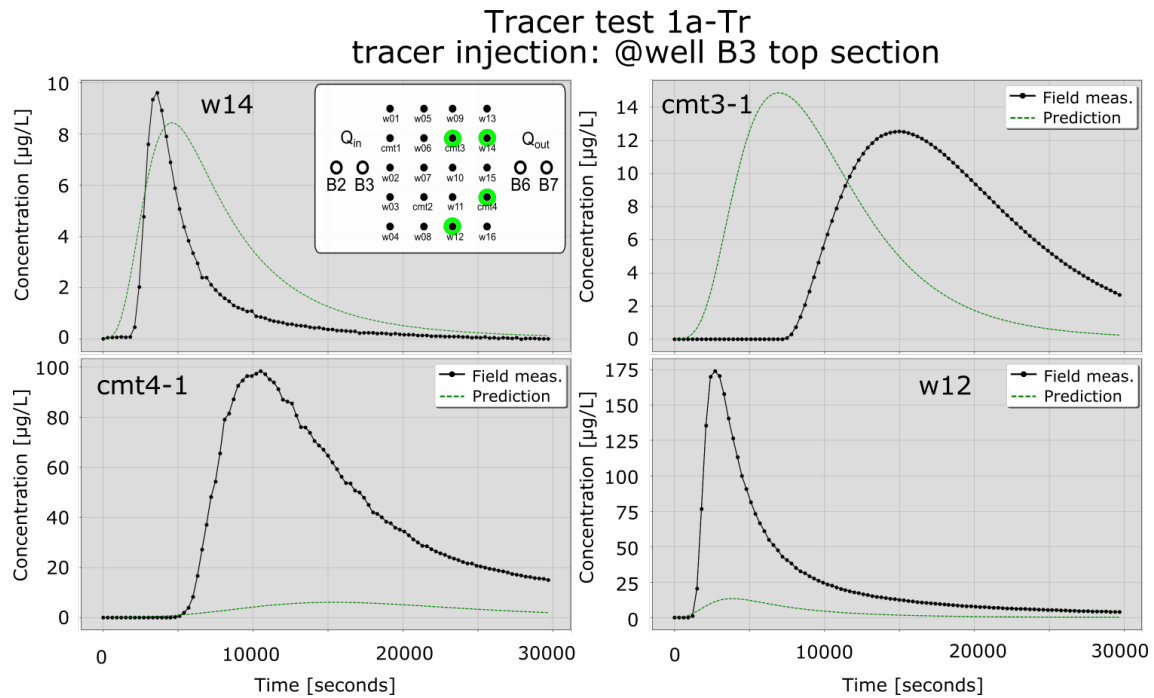 Tracer test 1a-Tr
tracer injection: @well B3 top section
Concentration [µg/L]
10
8
6
4
2
0
w14
w01 w05 w09 w13
Q_in Q_out
cmt1 w06 cmt3 w14
B2 B3 w02 w07 w10 w15 B6 B7
w03 cmt2 w11 cmt4
w04 w08 w12 w16
Concentration [µg/L]
14
12
10
8
6
4
2
0
cmt3-1
Field meas.
Prediction
Concentration [µg/L]
100
80
60
40
20
0
cmt4-1
Field meas.
Prediction
0 10000 20000 30000
Time [seconds]
Concentration [µg/L]
175
150
125
100
75
50
25
0
w12
Field meas.
Prediction
0 10000 20000 30000
Time [seconds]